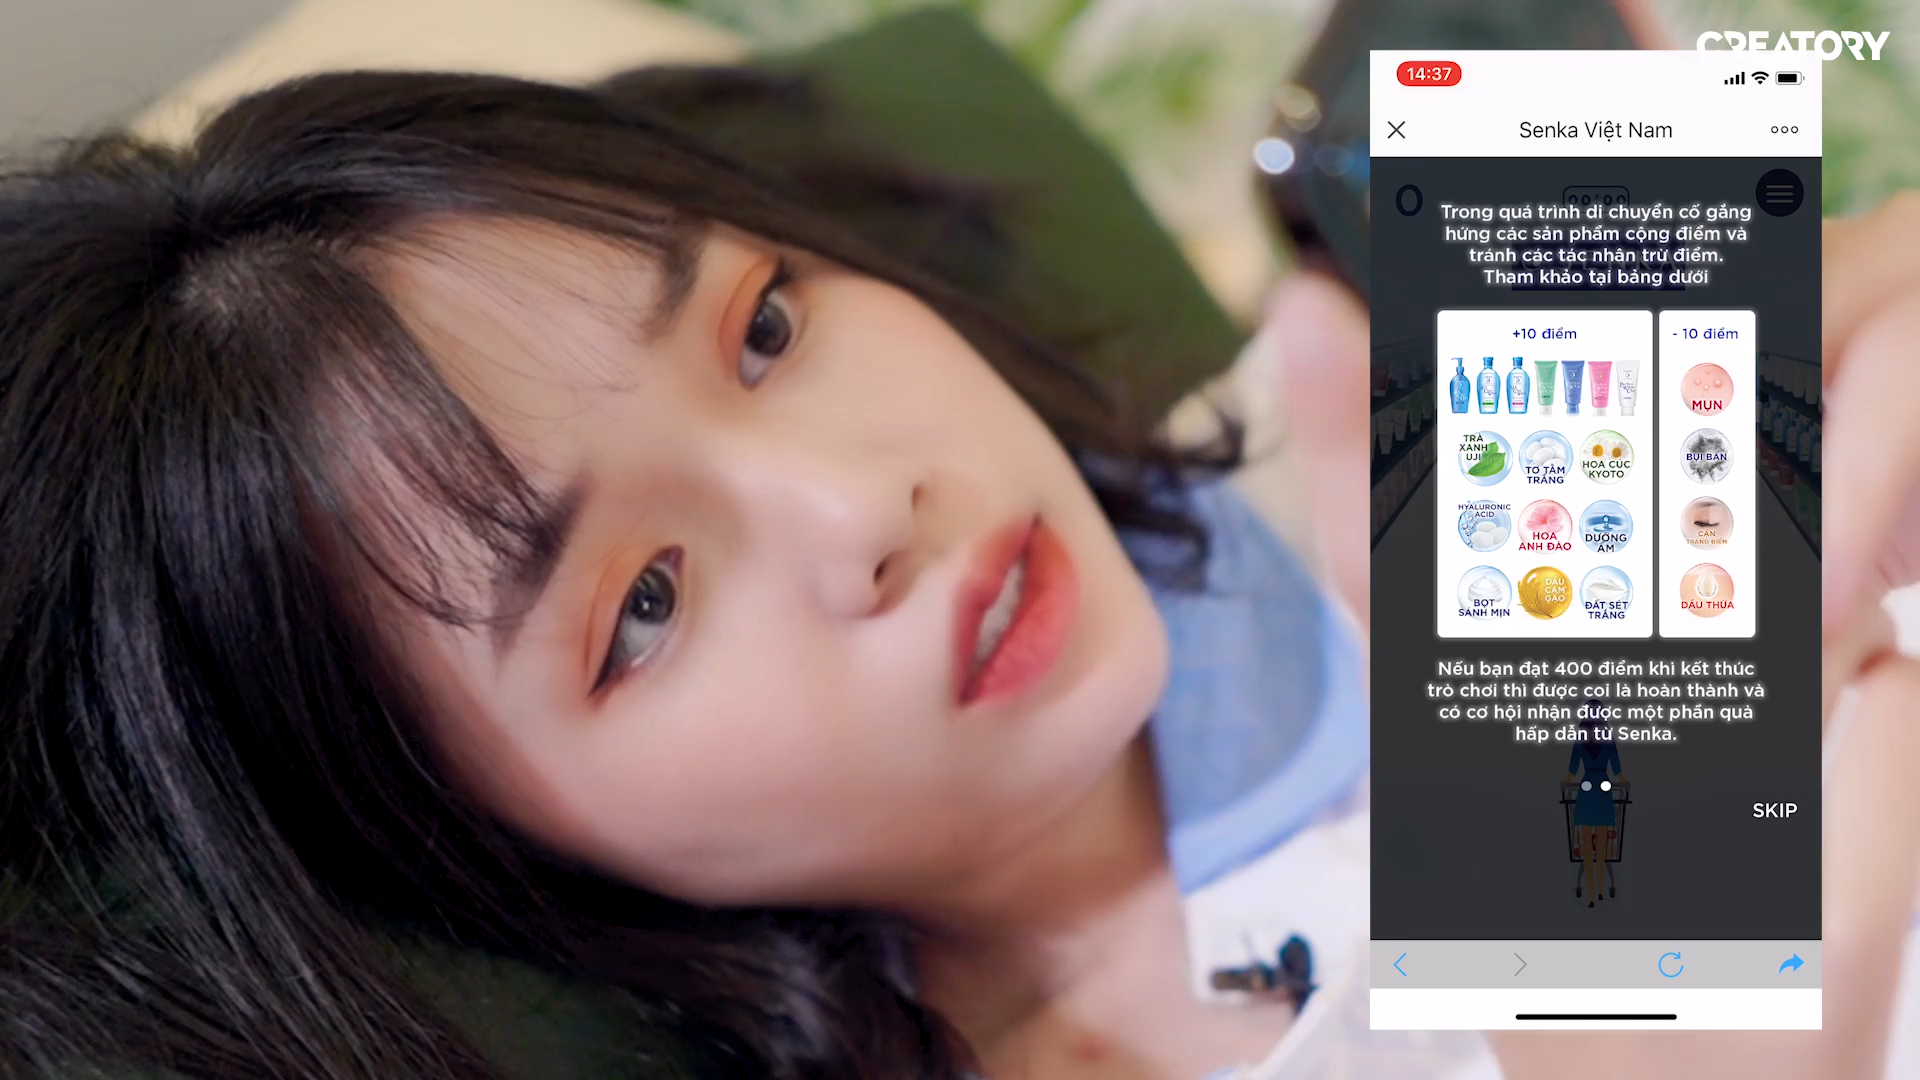 CREATORY
14:37
Senka Việt Nam
0
Trong quá trình di chuyển cố gắng
hứng các sản phẩm cộng điểm và
tránh các tác nhân trừ điểm.
Tham khảo tại bảng dưới
+10 điểm
- 10 điểm
MỤN
TRÀ
XANH
UJI
TƠ TẰM
TRẮNG
HOA CÚC
KYOTO
BỤI BẨN
HYALURONIC
ACID
HOA
ANH ĐÀO
DƯỠNG
ẨM
CẶN
TRANG ĐIỂM
BỌT
SÁNH MỊN
DẦU
CÁM
GẠO
ĐẤT SÉT
TRẮNG
DẦU THỪA
Nếu bạn đạt 400 điểm khi kết thúc
trò chơi thì được coi là hoàn thành và
có cơ hội nhận được một phần quà
hấp dẫn từ Senka.
SKIP